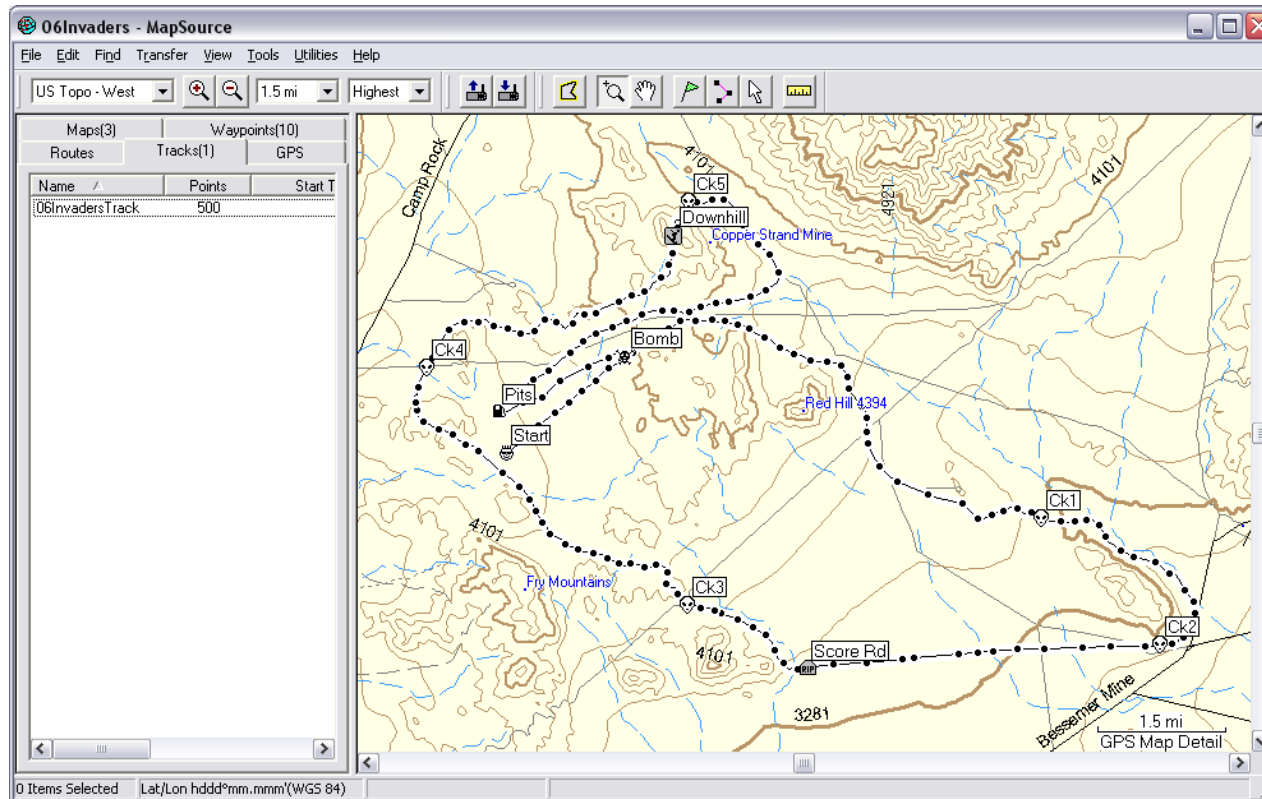 06Invaders - MapSource
File Edit Find Transfer View Tools Utilities Help
US Topo - West 1.5 mi Highest
Maps(3) Waypoints(10)
Routes Tracks(1) GPS
Name Points Start T
06InvadersTrack 500
Camp Rock
4101
4101
4921
Ck5
Downhill
Copper Strand Mine
Bomb
Ck4
Pits
Red Hill 4394
Start
Ck1
4101
Fry Mountains
Ck3
Ck2
Score Rd
RIP
4101
3281
Bessemer Mine
1.5 mi
GPS Map Detail
0 Items Selected Lat/Lon hddd°mm.mmm'(WGS 84)